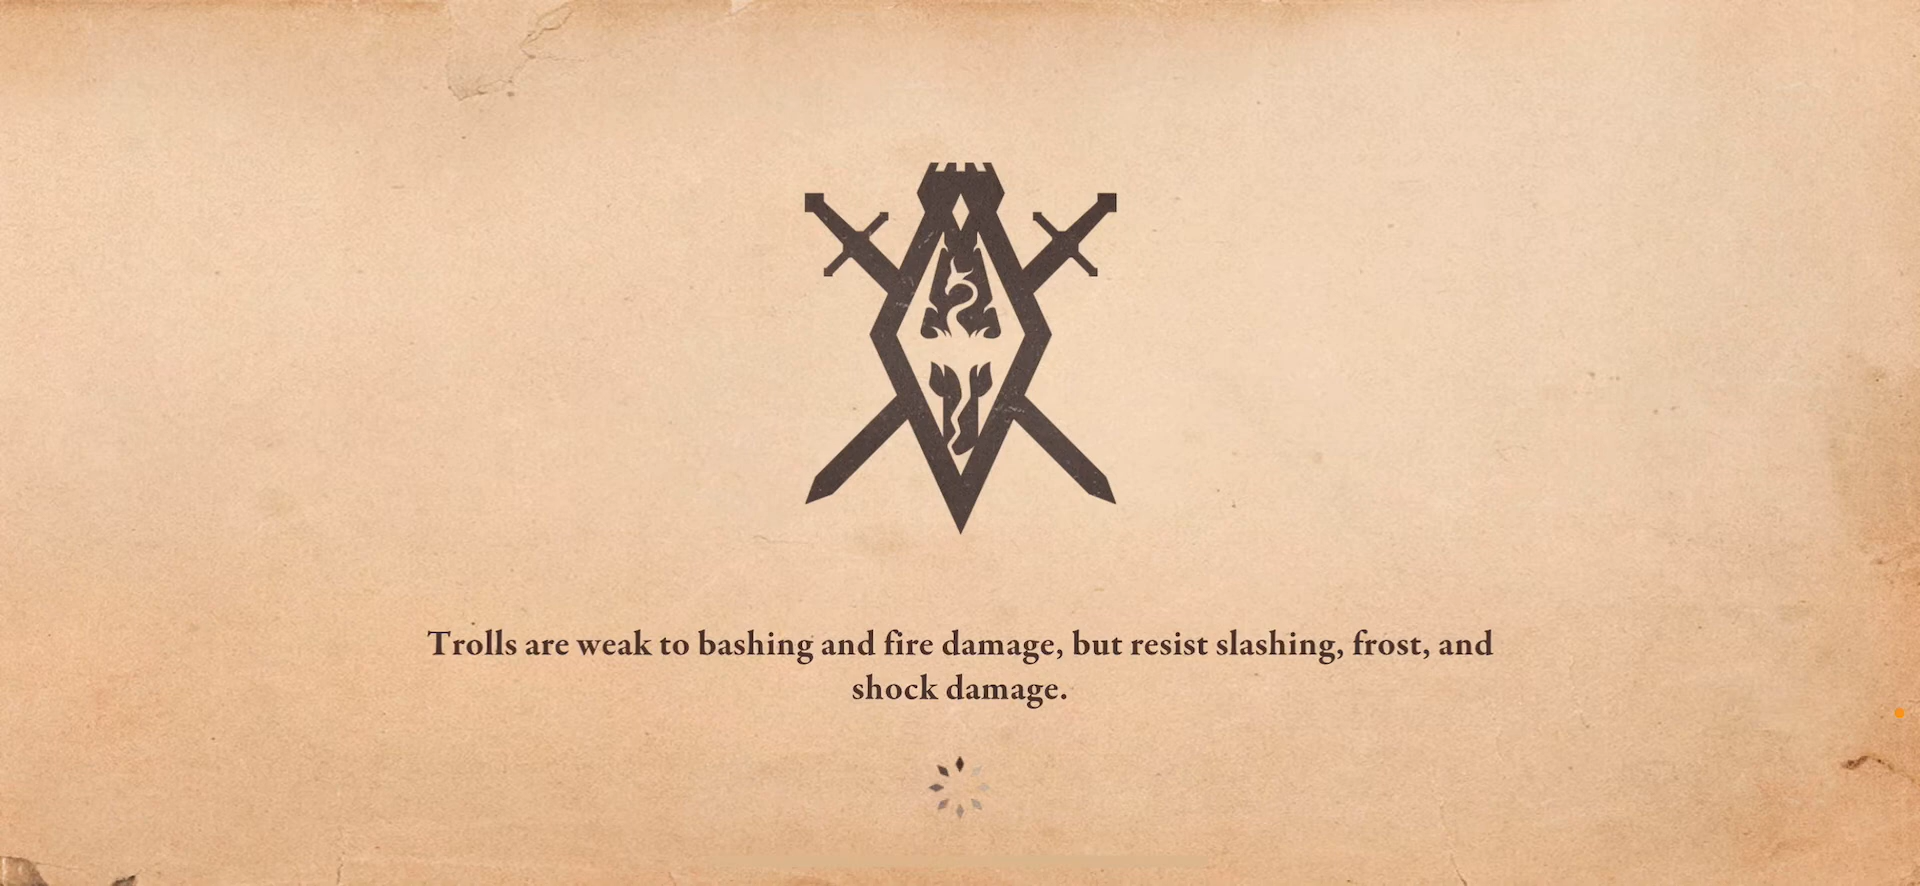 Trolls are weak to bashing and fire damage, but resist slashing, frost, and
shock damage.